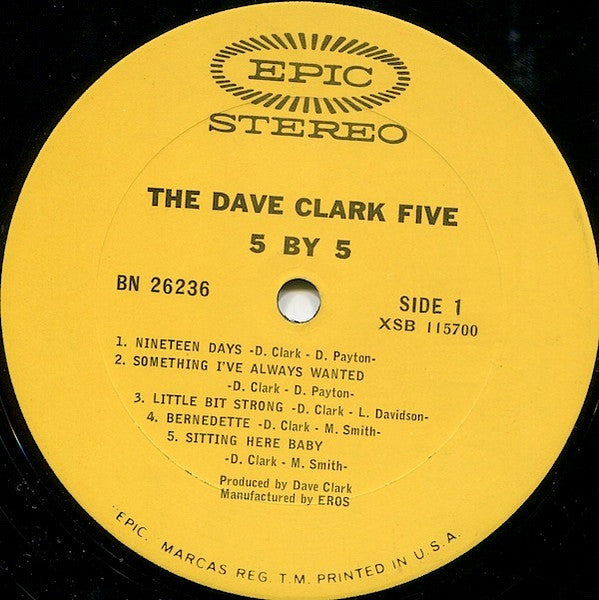 EPIC
STEREO
THE DAVE CLARK FIVE
5 BY 5
BN 26236
SIDE 1
XSB 115700
1. NINETEEN DAYS -D. Clark - D. Payton-
2. SOMETHING I'VE ALWAYS WANTED
-D. Clark - D. Payton-
3. LITTLE BIT STRONG -D. Clark - L. Davidson-
4. BERNEDETTE -D. Clark - M. Smith-
5. SITTING HERE BABY
-D. Clark - M. Smith-
Produced by Dave Clark
Manufactured by EROS
"EPIC," MARCAS REG. T.M. PRINTED IN U.S.A.